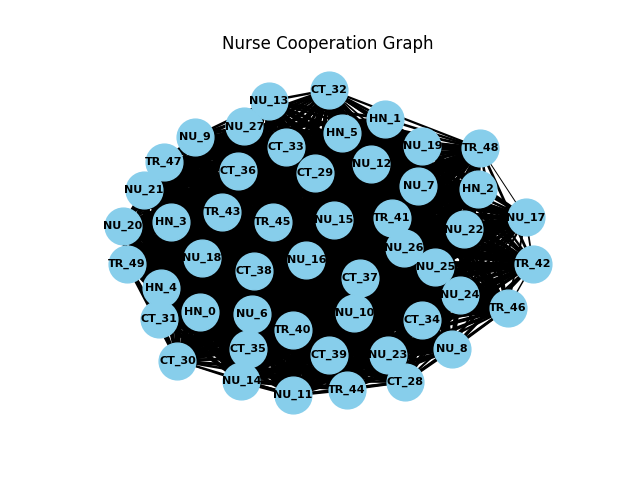 Nurse Cooperation Graph
CT_32
NU_13
HN_1
NU_27
HN_5
NU_9
CT_33
NU_19
TR_48
TR_47
NU_12
CT_36
CT_29
NU_7
HN_2
NU_21
TR_43
NU_17
TR_41
NU_15
HN_3
TR_45
NU_20
NU_22
NU_26
NU_18
NU_16
TR_49
TR_42
NU_25
CT_38
CT_37
HN_4
NU_24
TR_46
HN_0
NU_6
NU_10
CT_31
CT_34
TR_40
CT_35
NU_8
CT_39
NU_23
CT_30
NU_14
CT_28
TR_44
NU_11